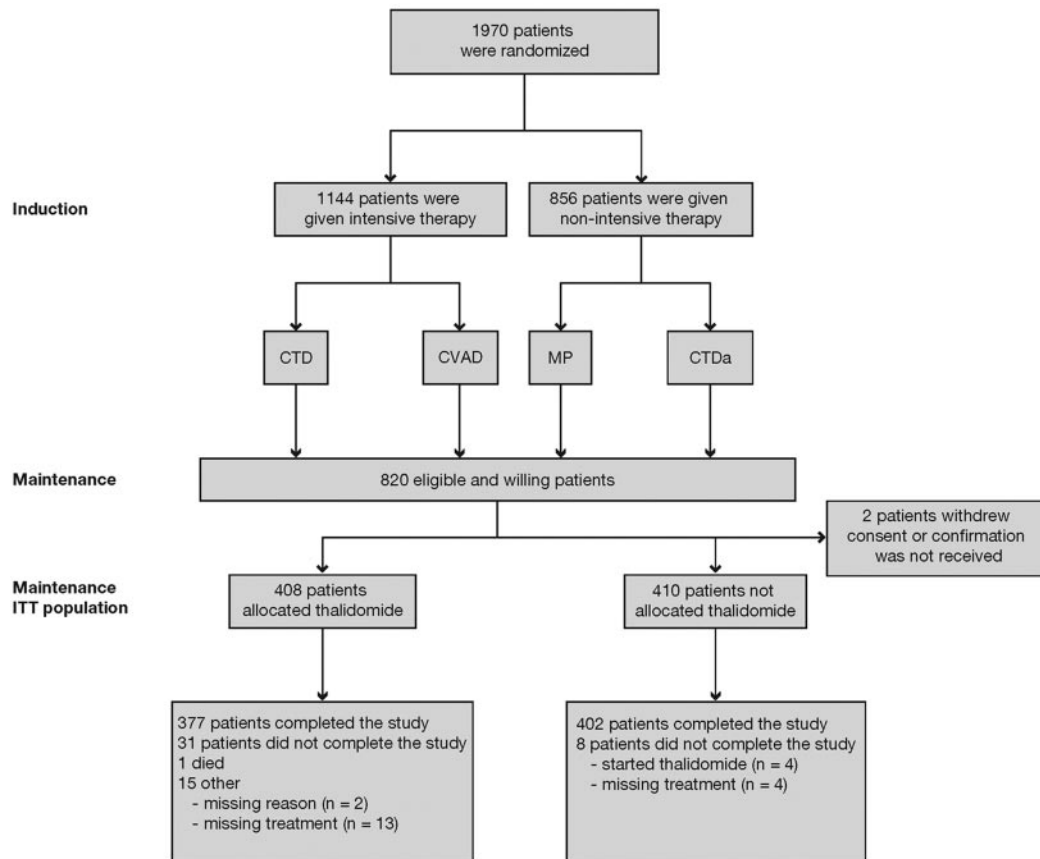 1970 patients
were randomized
Induction
1144 patients were
given intensive therapy
856 patients were given
non-intensive therapy
CTD
CVAD
MP
CTDa
Maintenance
820 eligible and willing patients
2 patients withdrew
consent or confirmation
was not received
Maintenance
ITT population
408 patients
allocated thalidomide
410 patients not
allocated thalidomide
377 patients completed the study
31 patients did not complete the study
1 died
15 other
- missing reason (n = 2)
- missing treatment (n = 13)
402 patients completed the study
8 patients did not complete the study
- started thalidomide (n = 4)
- missing treatment (n = 4)